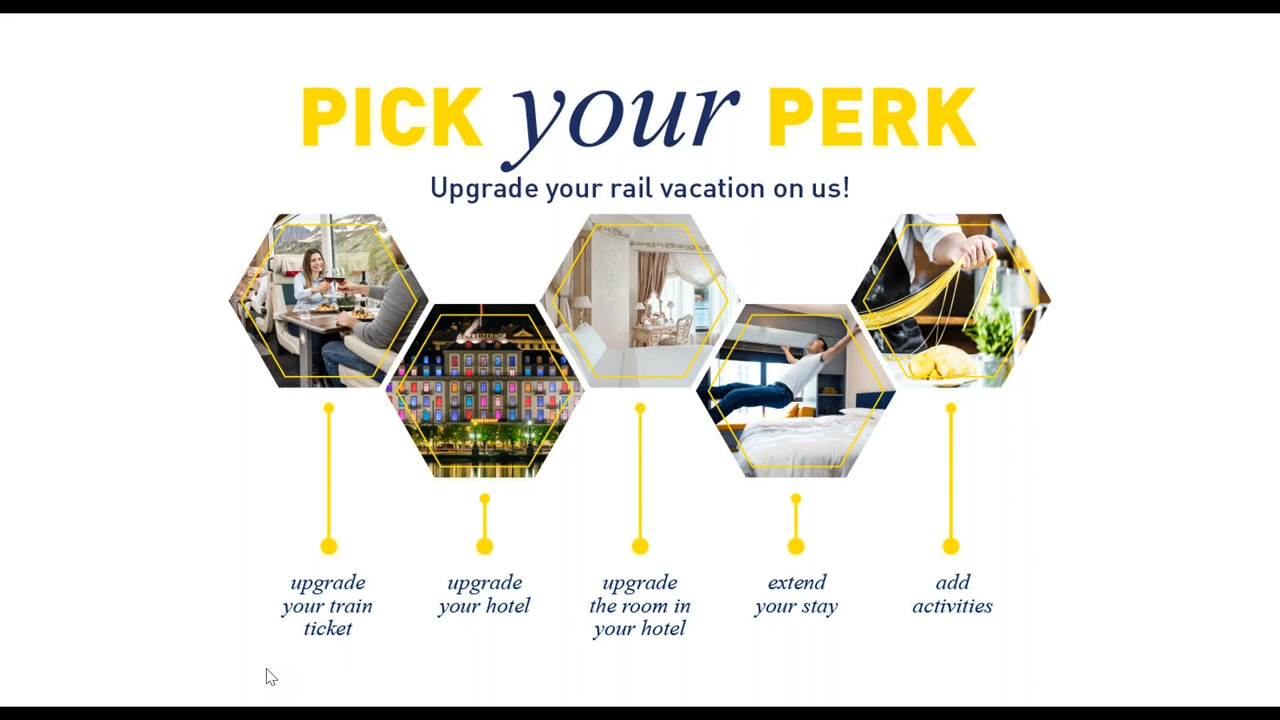 PICK your PERK
Upgrade your rail vacation on us!
upgrade
your train
ticket
upgrade
your hotel
upgrade
the room in
your hotel
extend
your stay
add
activities